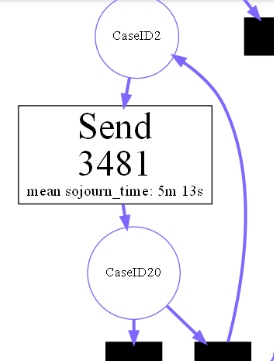 CaseID2
Send
3481
mean sojourn_time: 5m 13s
CaseID20